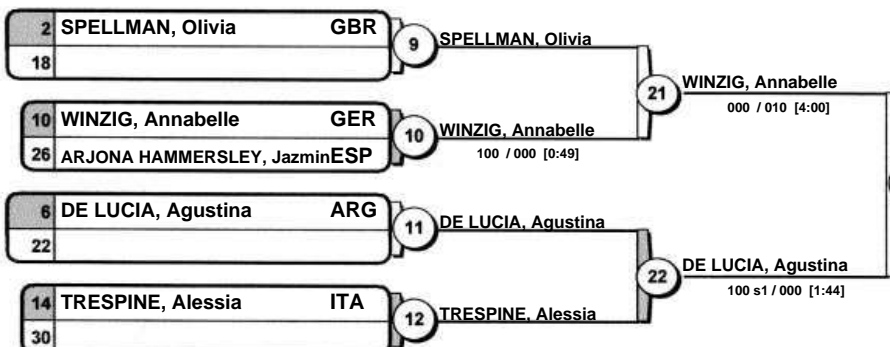 2 SPELLMAN, Olivia GBR
18
9
SPELLMAN, Olivia
10 WINZIG, Annabelle GER
26 ARJONA HAMMERSLEY, Jazmin ESP
10
WINZIG, Annabelle
100 / 000 [0:49]
21
WINZIG, Annabelle
000 / 010 [4:00]
6 DE LUCIA, Agustina ARG
22
11
DE LUCIA, Agustina
14 TRESPINE, Alessia ITA
30
12
TRESPINE, Alessia
22
DE LUCIA, Agustina
100 s1 / 000 [1:44]